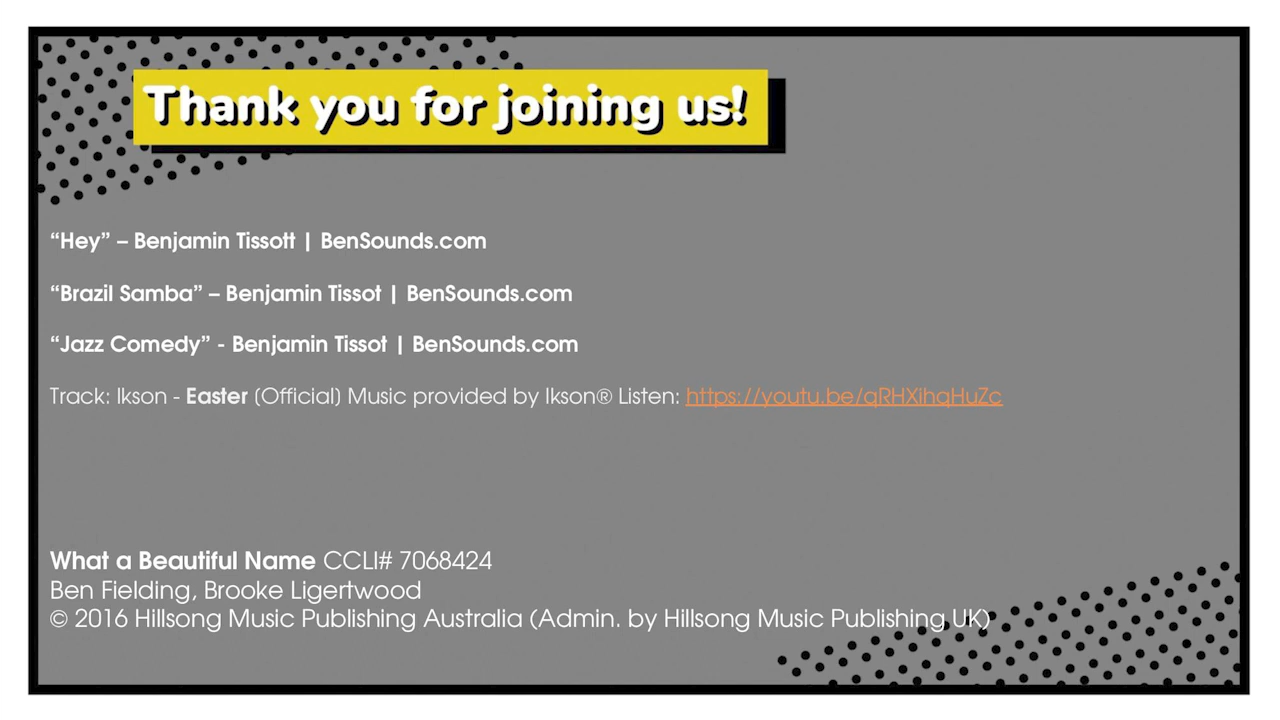 Thank you for joining us!
“Hey” – Benjamin Tissott | BenSounds.com
“Brazil Samba” – Benjamin Tissot | BenSounds.com
“Jazz Comedy” - Benjamin Tissot | BenSounds.com
Track: Ikson - Easter (Official) Music provided by Ikson® Listen: https://youtu.be/qRHXihqHuZc
What a Beautiful Name CCLI# 7068424
Ben Fielding, Brooke Ligertwood
© 2016 Hillsong Music Publishing Australia (Admin. by Hillsong Music Publishing UK)